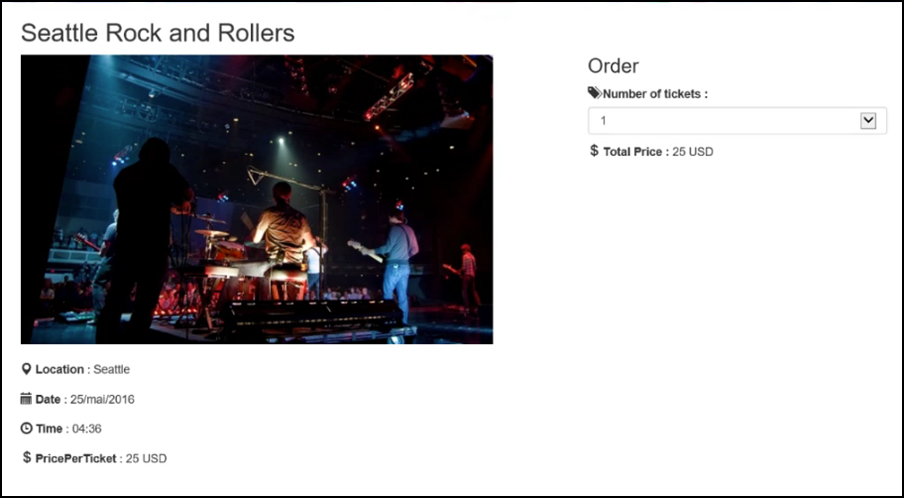 Seattle Rock and Rollers
Location : Seattle
Date : 25/mai/2016
Time : 04:36
$ PricePerTicket : 25 USD
Order
Number of tickets :
1
$ Total Price : 25 USD